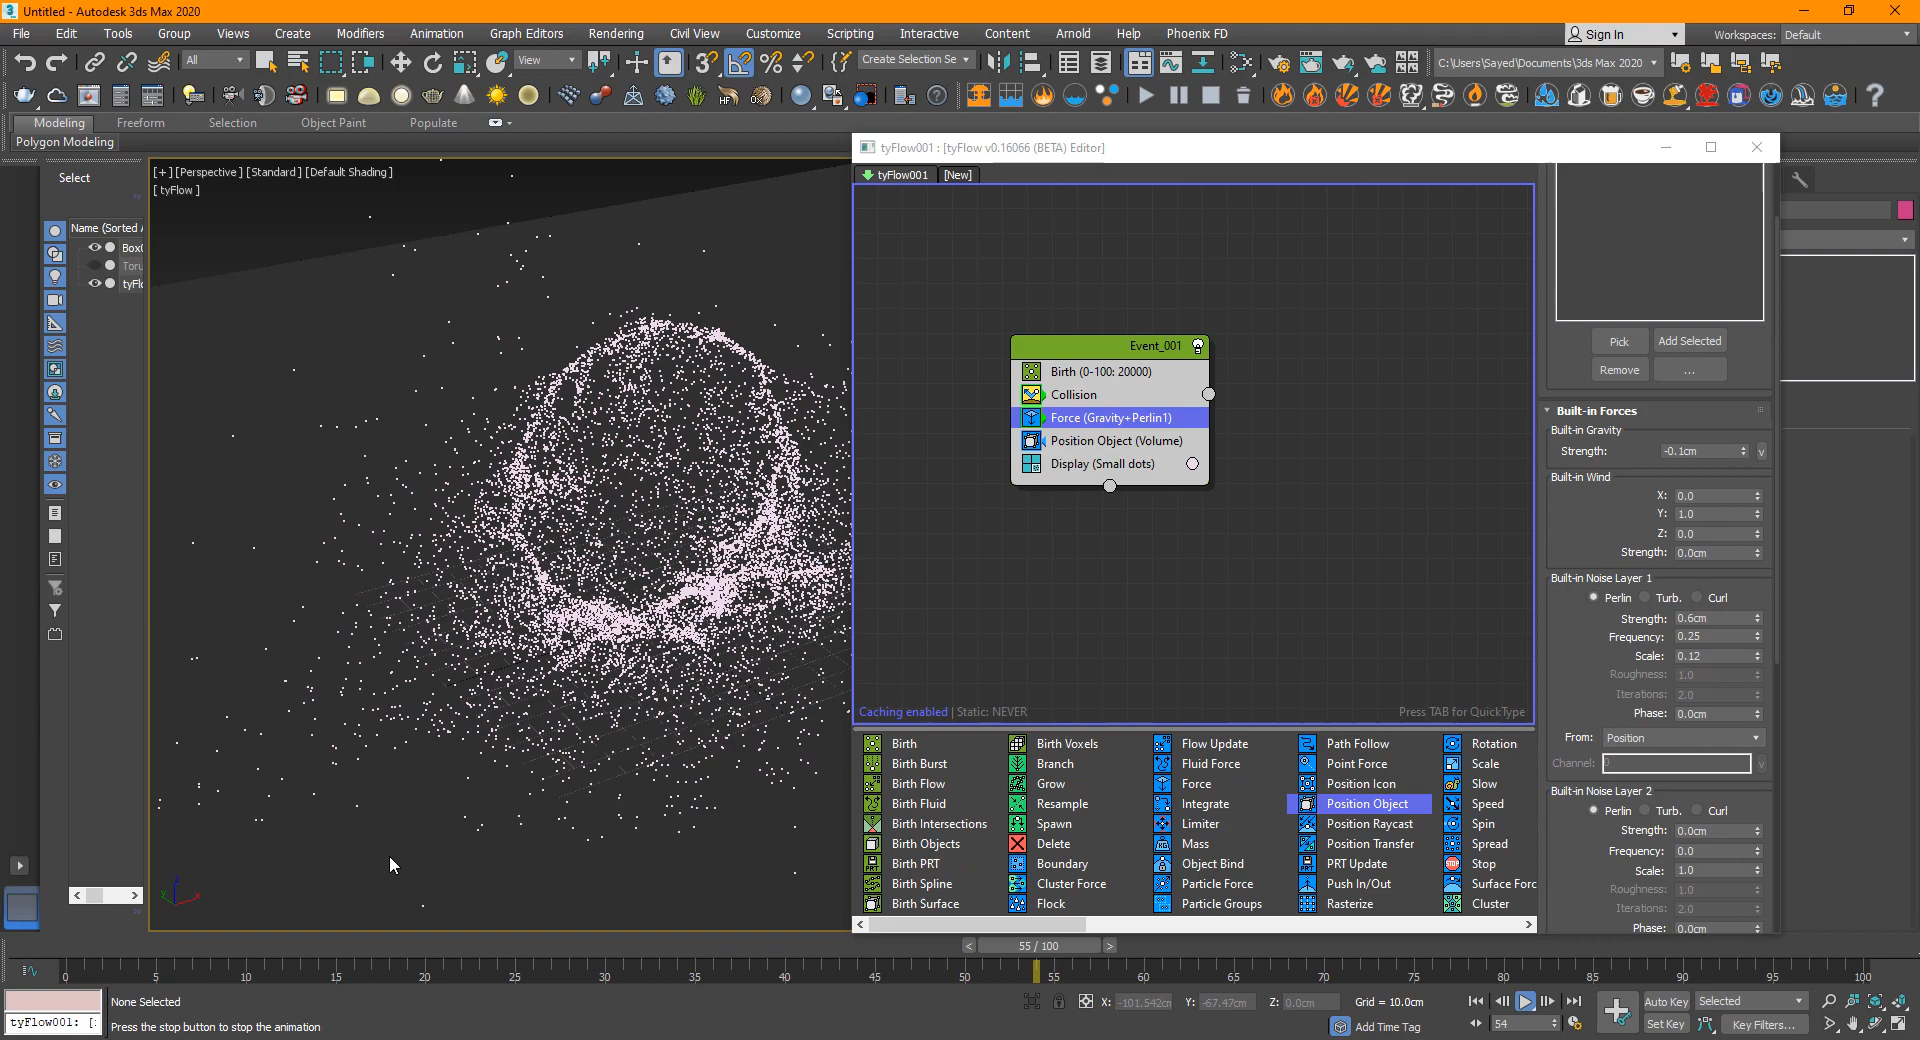 Untitled - Autodesk 3ds Max 2020
File Edit Tools Group Views Create Modifiers Animation Graph Editors Rendering Civil View Customize Scripting Interactive Content Arnold Help Phoenix FD Sign In Workspaces: Default
All View Create Selection Se C:\Users\Sayed\Documents\3ds Max 2020
Modeling Freeform Selection Object Paint Populate
Polygon Modeling
Select
Name (Sorted A
Tor
[+] [Perspective ] [Standard ] [Default Shading ]
[ tyFlow ]
tyFlow001 : [tyFlow v0.16066 (BETA) Editor]
tyFlow001 [New]
Event_001
Birth (0-100: 20000)
Collision
Force (Gravity+Perlin1)
Position Object (Volume)
Display (Small dots)
Caching enabled | Static: NEVER
Press TAB for QuickType
Birth Birth Voxels Flow Update Path Follow Rotation
Birth Burst Branch Fluid Force Point Force Scale
Birth Flow Grow Force Position Icon Slow
Birth Fluid Resample Integrate Position Object Speed
Birth Intersections Spawn Limiter Position Raycast Spin
Birth Objects Delete Mass Position Transfer Spread
Birth PRT Boundary Object Bind PRT Update Stop
Birth Spline Cluster Force Particle Force Push In/Out Surface Forc
Birth Surface Flock Particle Groups Rasterize Cluster
Pick Add Selected
Remove ...
Built-in Forces
Built-in Gravity
Strength: -0.1cm v
Built-in Wind
X: 0.0
Y: 1.0
Z: 0.0
Strength: 0.0cm
Built-in Noise Layer 1
Perlin Turb. Curl
Strength: 0.6cm
Frequency: 0.25
Scale: 0.12
Roughness: 1.0
Iterations: 2.0
Phase: 0.0cm
From: Position
Channel: 0 v
Built-in Noise Layer 2
Perlin Turb. Curl
Strength: 0.0cm
Frequency: 0.0
Scale: 1.0
Roughness: 1.0
Iterations: 2.0
Phase: 0.0cm
< 55 / 100 >
0 5 10 15 20 25 30 35 40 45 50 55 60 65 70 75 80 85 90 95 100
None Selected X: -101.542cm Y: -67.47cm Z: 0.0cm Grid = 10.0cm Auto Key Selected
tyFlow001: [ Press the stop button to stop the animation Add Time Tag 54 Set Key Key Filters...